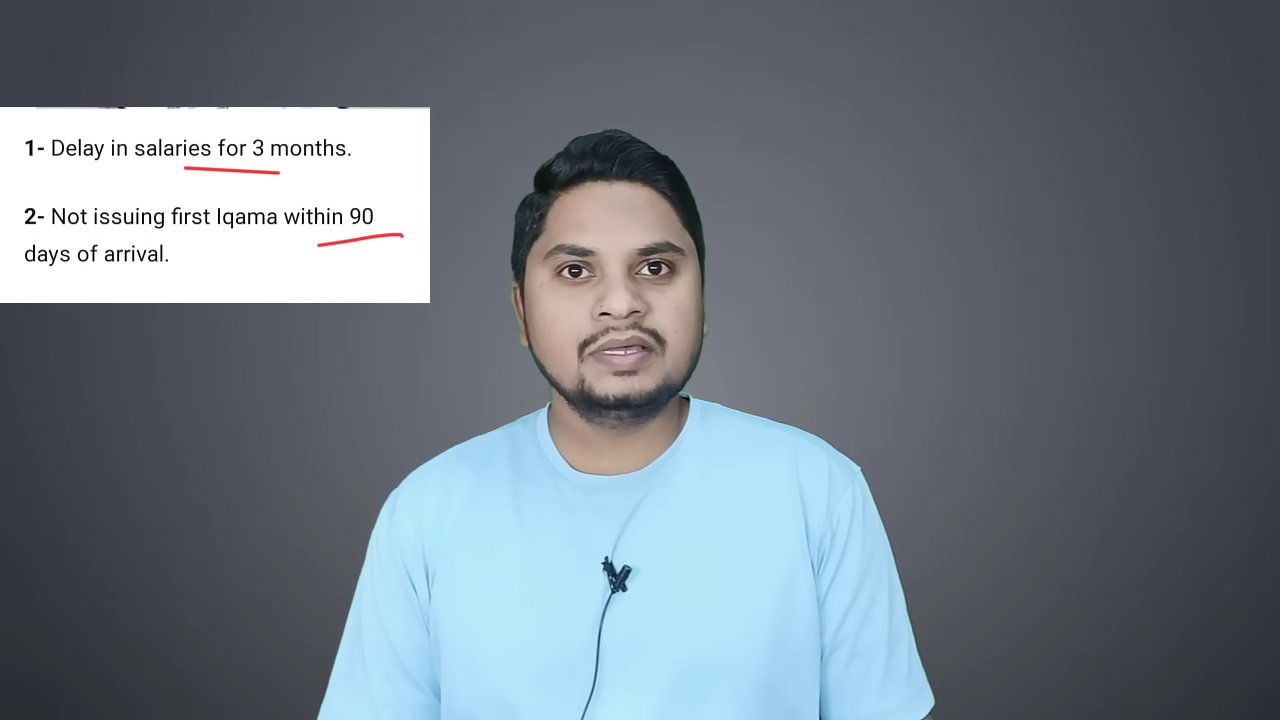 1- Delay in salaries for 3 months.
2- Not issuing first Iqama within 90
days of arrival.